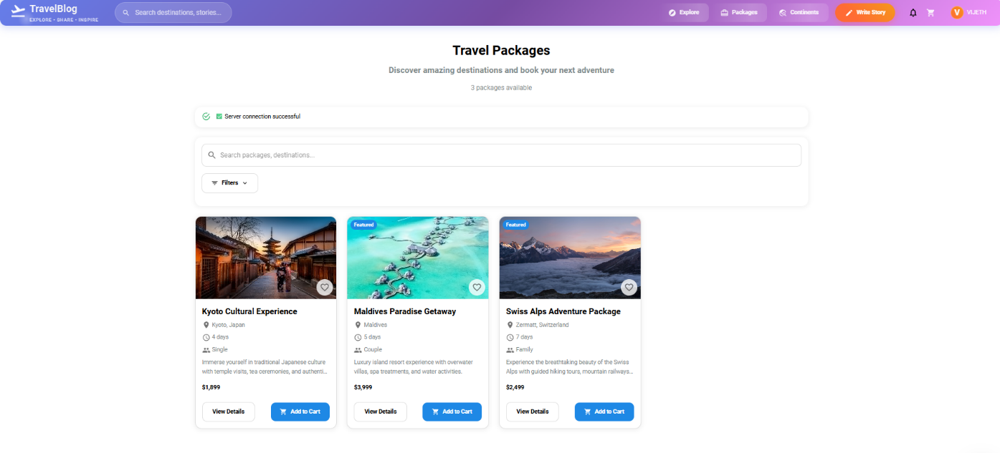 TravelBlog
EXPLORE • SHARE • INSPIRE
Search destinations, stories...
Explore
Packages
Continents
Write Story
V
VIJETH
Travel Packages
Discover amazing destinations and book your next adventure
3 packages available
✅ Server connection successful
Search packages, destinations...
Filters
Kyoto Cultural Experience
Kyoto, Japan
4 days
Single
Immerse yourself in traditional Japanese culture
with temple visits, tea ceremonies, and authenti...
$1,899
View Details
Add to Cart
Featured
Maldives Paradise Getaway
Maldives
5 days
Couple
Luxury island resort experience with overwater
villas, spa treatments, and water activities.
$3,999
View Details
Add to Cart
Featured
Swiss Alps Adventure Package
Zermatt, Switzerland
7 days
Family
Experience the breathtaking beauty of the Swiss
Alps with guided hiking tours, mountain railways...
$2,499
View Details
Add to Cart